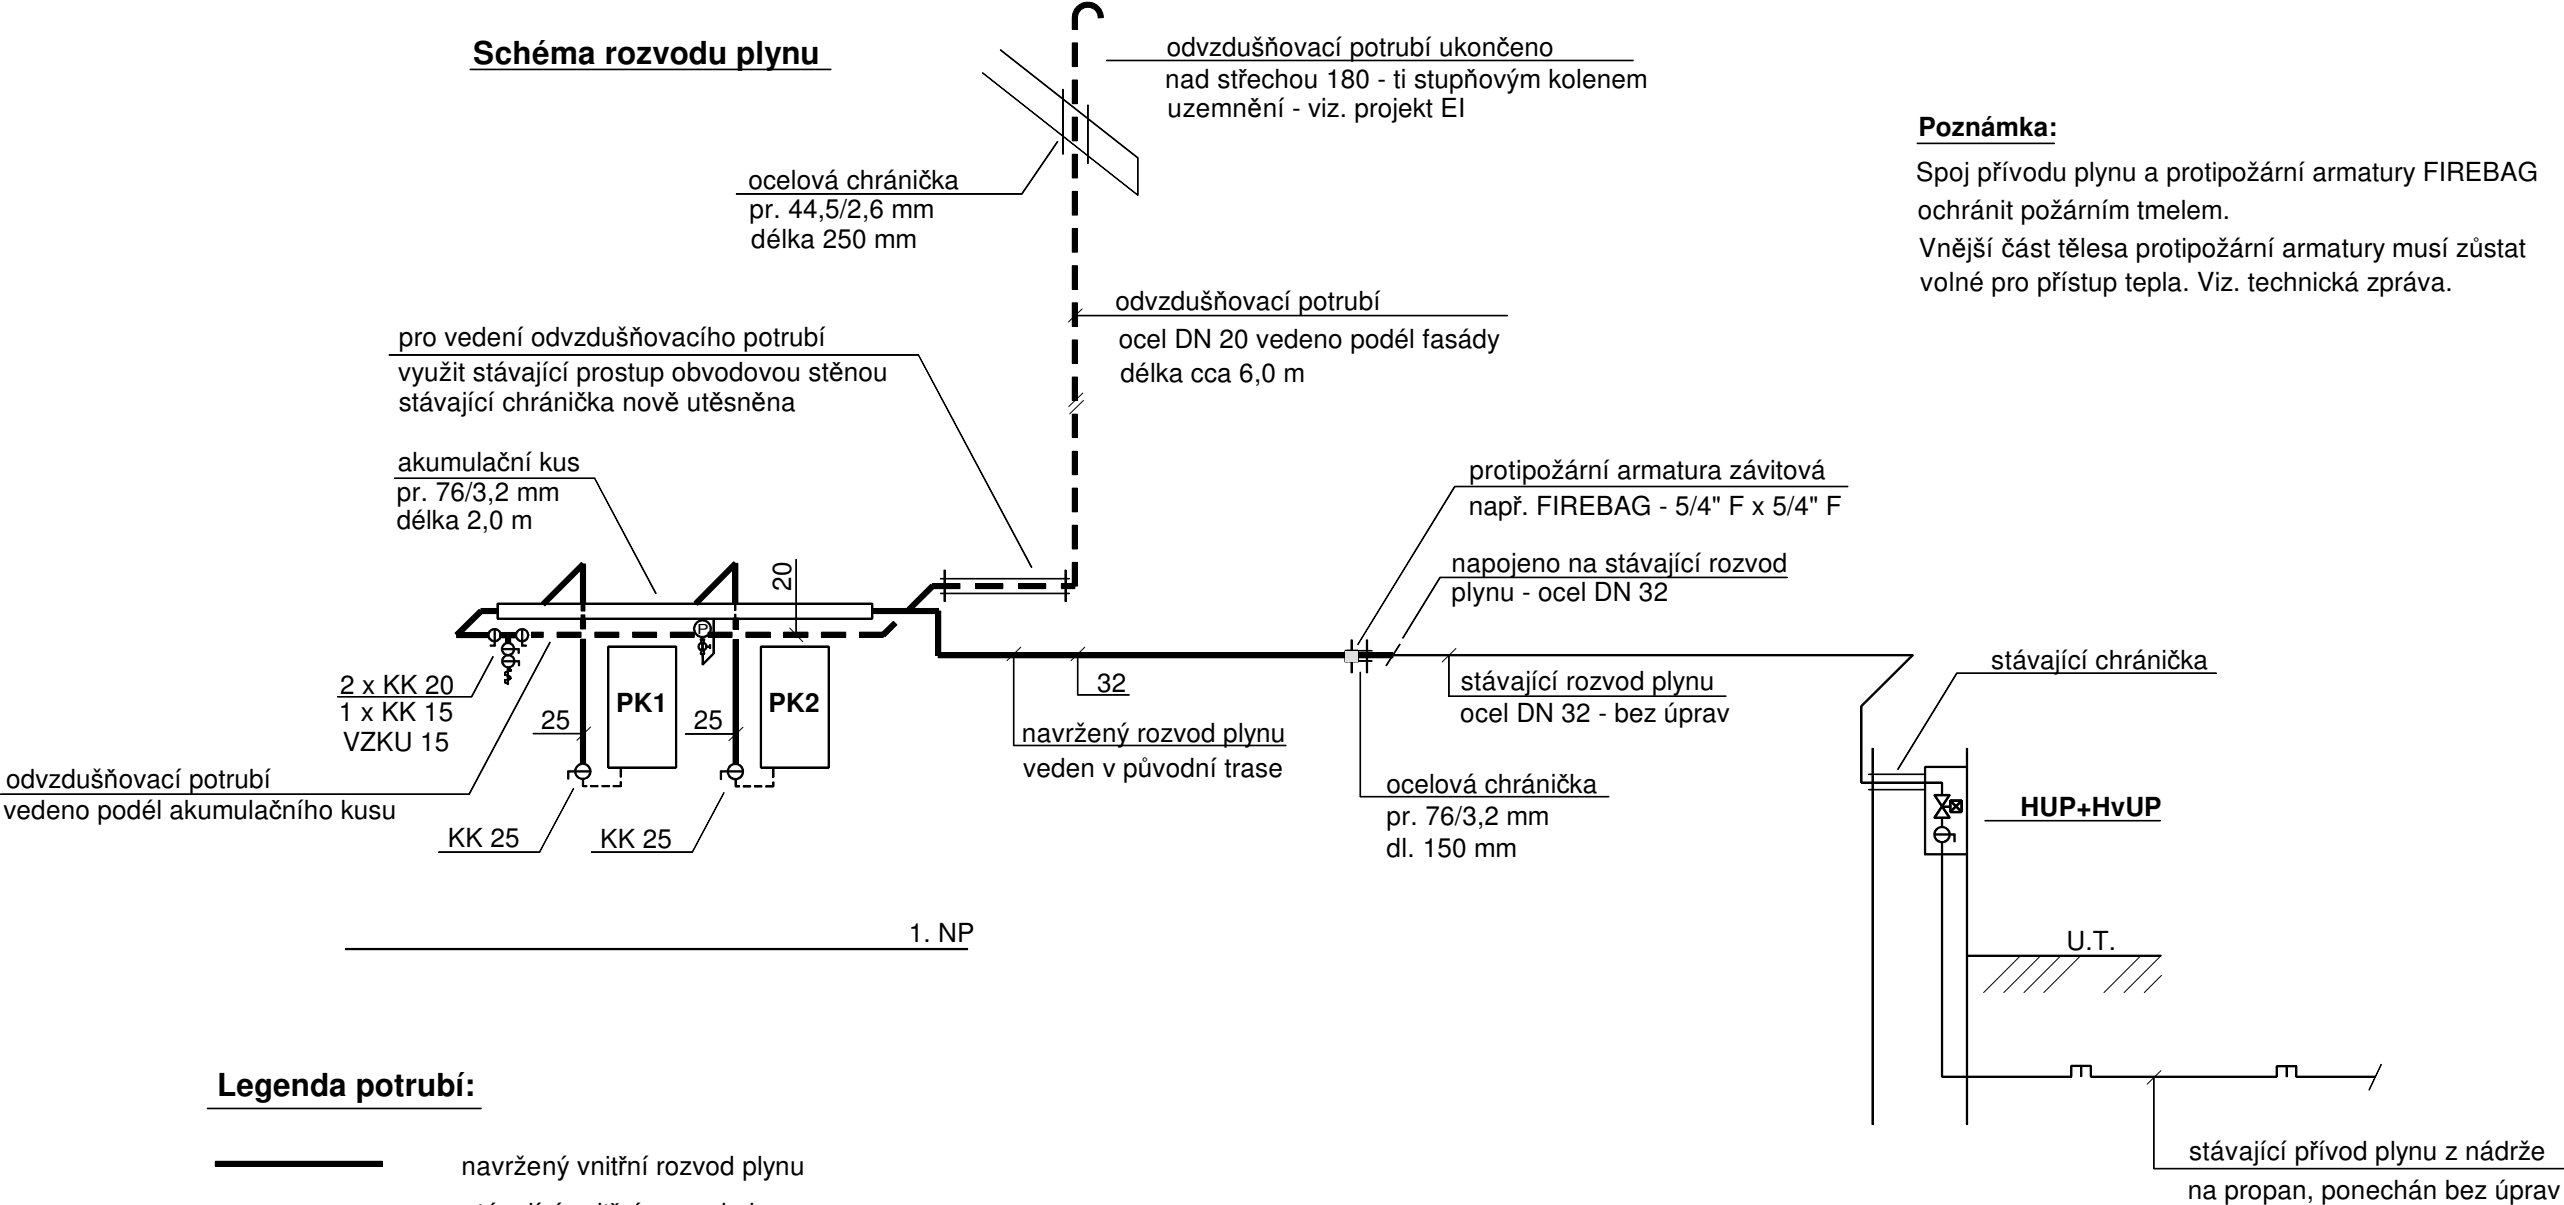 Schéma rozvodu plynu
odvzdušňovací potrubí ukončeno
nad střechou 180 - ti stupňovým kolenem
uzemnění - viz. projekt EI
Poznámka:
Spoj přívodu plynu a protipožární armatury FIREBAG
ochránit požárním tmelem.
Vnější část tělesa protipožární armatury musí zůstat
volné pro přístup tepla. Viz. technická zpráva.
ocelová chránička
pr. 44,5/2,6 mm
délka 250 mm
odvzdušňovací potrubí
ocel DN 20 vedeno podél fasády
délka cca 6,0 m
pro vedení odvzdušňovacího potrubí
využit stávající prostup obvodovou stěnou
stávající chránička nově utěsněna
akumulační kus
pr. 76/3,2 mm
délka 2,0 m
protipožární armatura závitová
např. FIREBAG - 5/4" F x 5/4" F
napojeno na stávající rozvod
plynu - ocel DN 32
20
P
2 x KK 20
1 x KK 15
VZKU 15
25
PK1
25
PK2
32
navržený rozvod plynu
veden v původní trase
stávající rozvod plynu
ocel DN 32 - bez úprav
stávající chránička
odvzdušňovací potrubí
vedeno podél akumulačního kusu
KK 25
KK 25
ocelová chránička
pr. 76/3,2 mm
dl. 150 mm
HUP+HvUP
1. NP
U.T.
Legenda potrubí:
navržený vnitřní rozvod plynu
stávající přívod plynu z nádrže
na propan, ponechán bez úprav